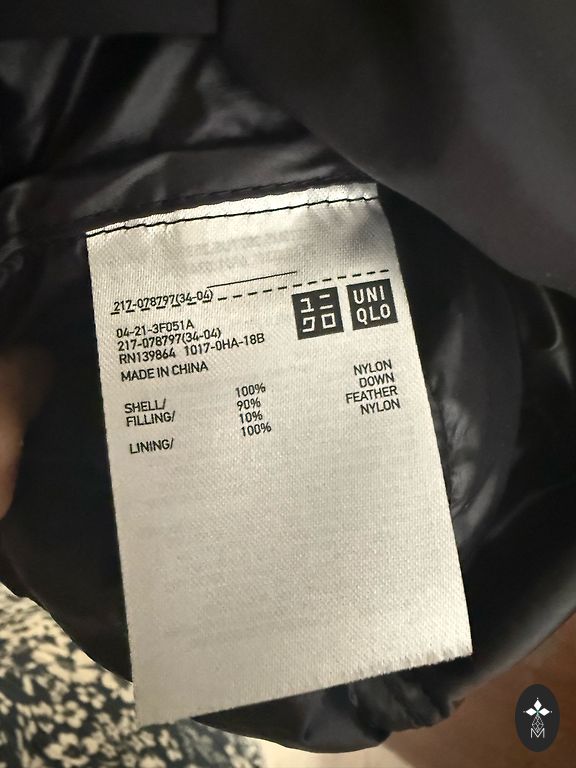 217-078797(34-04)
ユニ
クロ
UNI
QLO
04-21-3F051A
217-078797(34-04)
RN139864 1017-0HA-18B
MADE IN CHINA
SHELL/ 100% NYLON
FILLING/ 90% DOWN
10% FEATHER
LINING/ 100% NYLON
M